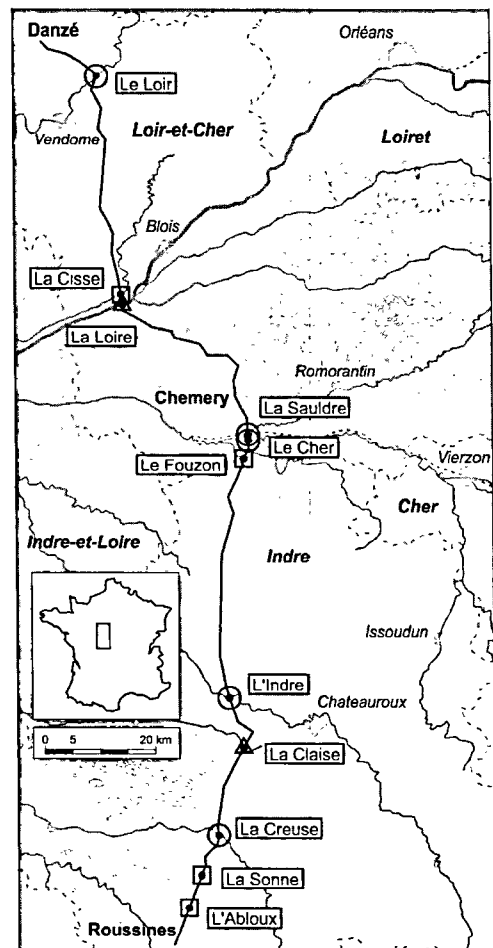 Danzé
Orléans
Le Loir
Loir-et-Cher
Loiret
Vendome
Blois
La Cisse
La Loire
Romorantin
Chemery
La Sauldre
Le Cher
Le Fouzon
Vierzon
Cher
Indre-et-Loire
Indre
Issoudun
L'Indre
Chateauroux
0 5 20 km
La Claise
La Creuse
La Sonne
L'Abloux
Roussines